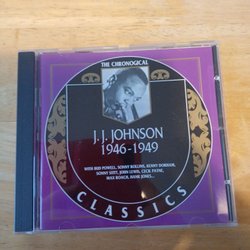 THE CHRONOGICAL
J.J. JOHNSON
1946-1949
WITH BUD POWELL, SONNY ROLLINS, KENNY DORHAM,
SONNY STITT, JOHN LEWIS, CECIL PAYNE,
MAX ROACH, HANK JONES...
CLASSICS